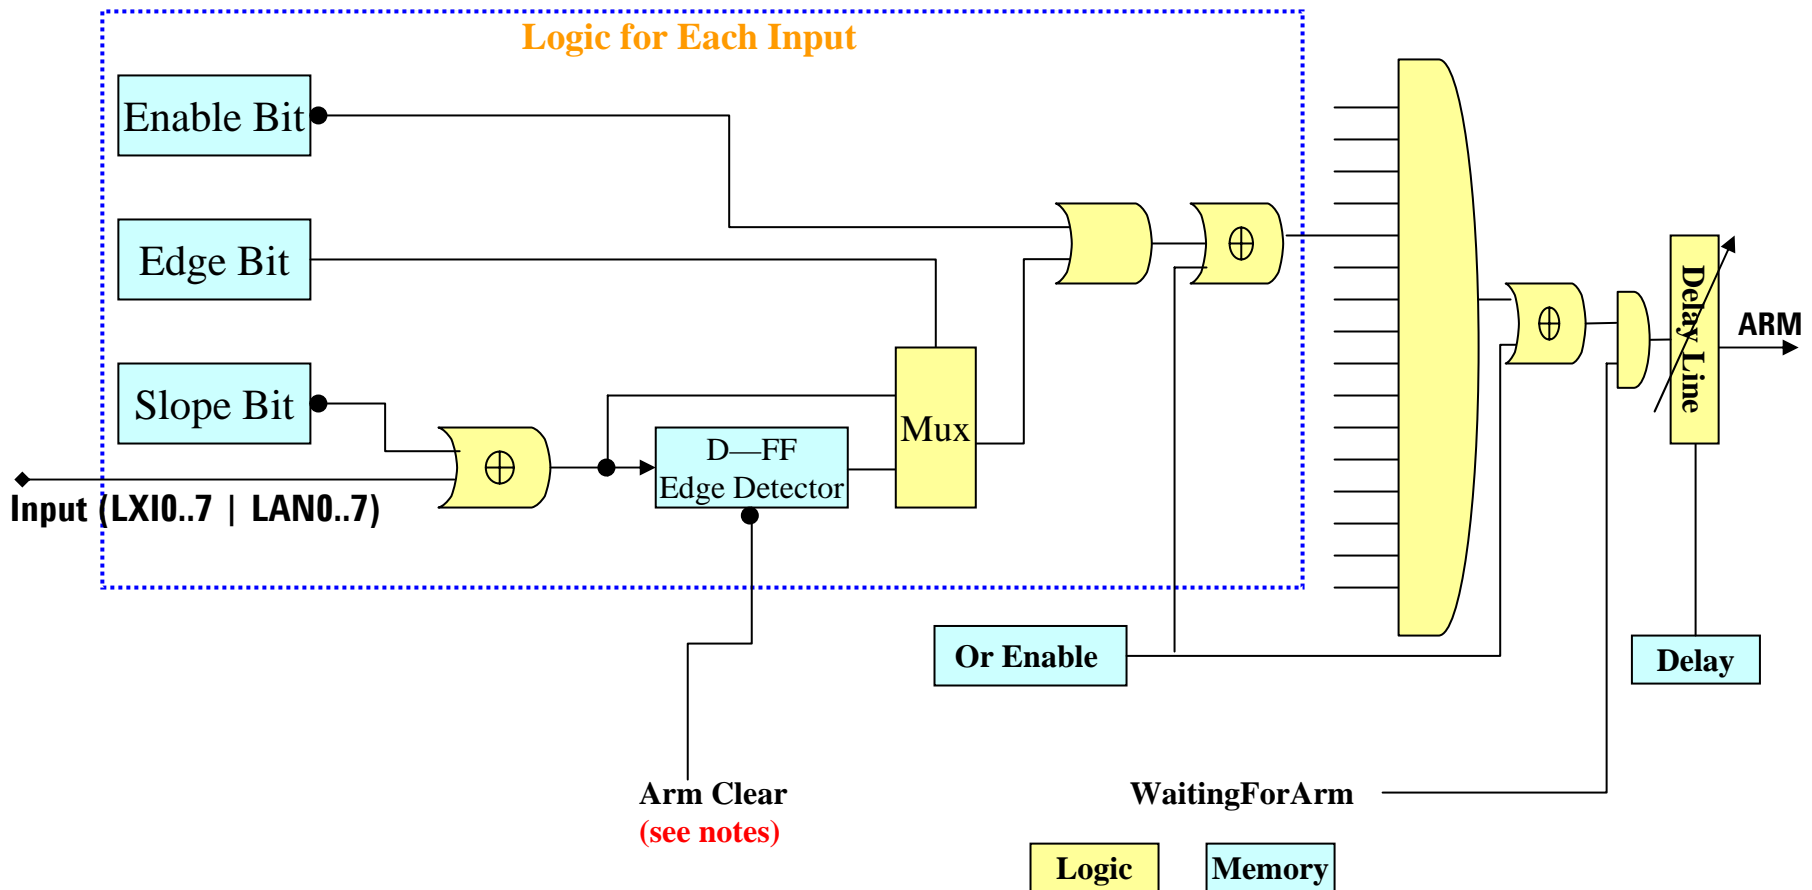 Logic for Each Input
Enable Bit
Edge Bit
Slope Bit
Input (LXI0..7 | LAN0..7)
D—FF
Edge Detector
Mux
Delay Line
ARM
Or Enable
Delay
Arm Clear
(see notes)
WaitingForArm
Logic
Memory